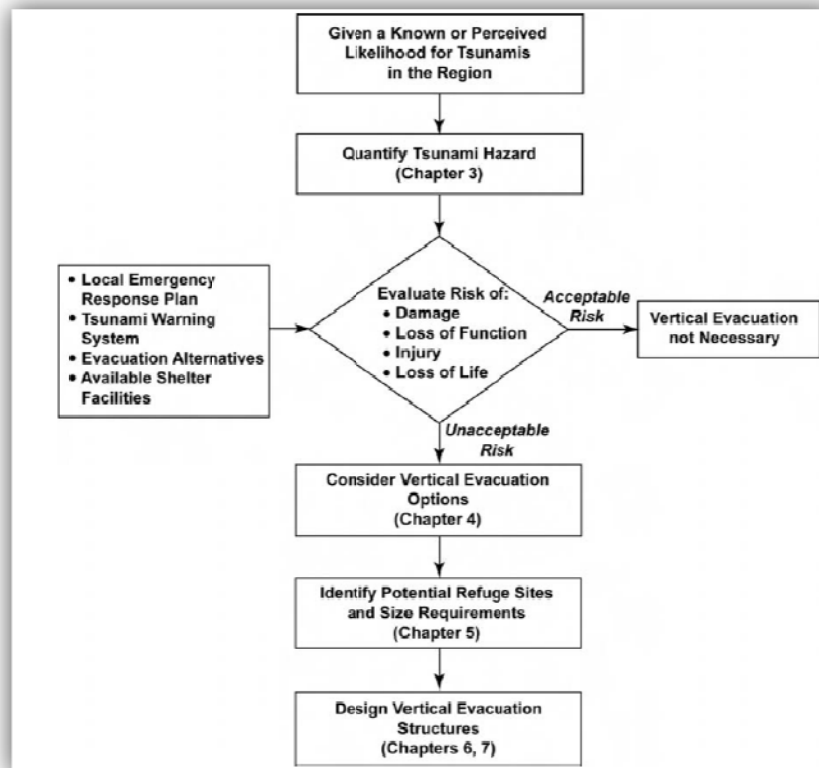 Given a Known or Perceived
Likelihood for Tsunamis
in the Region
Quantify Tsunami Hazard
(Chapter 3)
• Local Emergency
Response Plan
• Tsunami Warning
System
• Evacuation Alternatives
• Available Shelter
Facilities
Evaluate Risk of:
• Damage
• Loss of Function
• Injury
• Loss of Life
Acceptable
Risk
Vertical Evacuation
not Necessary
Unacceptable
Risk
Consider Vertical Evacuation
Options
(Chapter 4)
Identify Potential Refuge Sites
and Size Requirements
(Chapter 5)
Design Vertical Evacuation
Structures
(Chapters 6, 7)